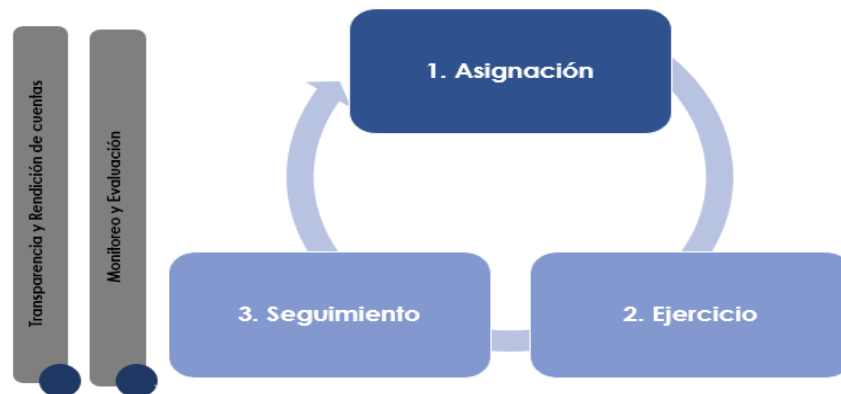 Transparencia y Rendición de cuentas
Monitoreo y Evaluación
1. Asignación
3. Seguimiento
2. Ejercicio